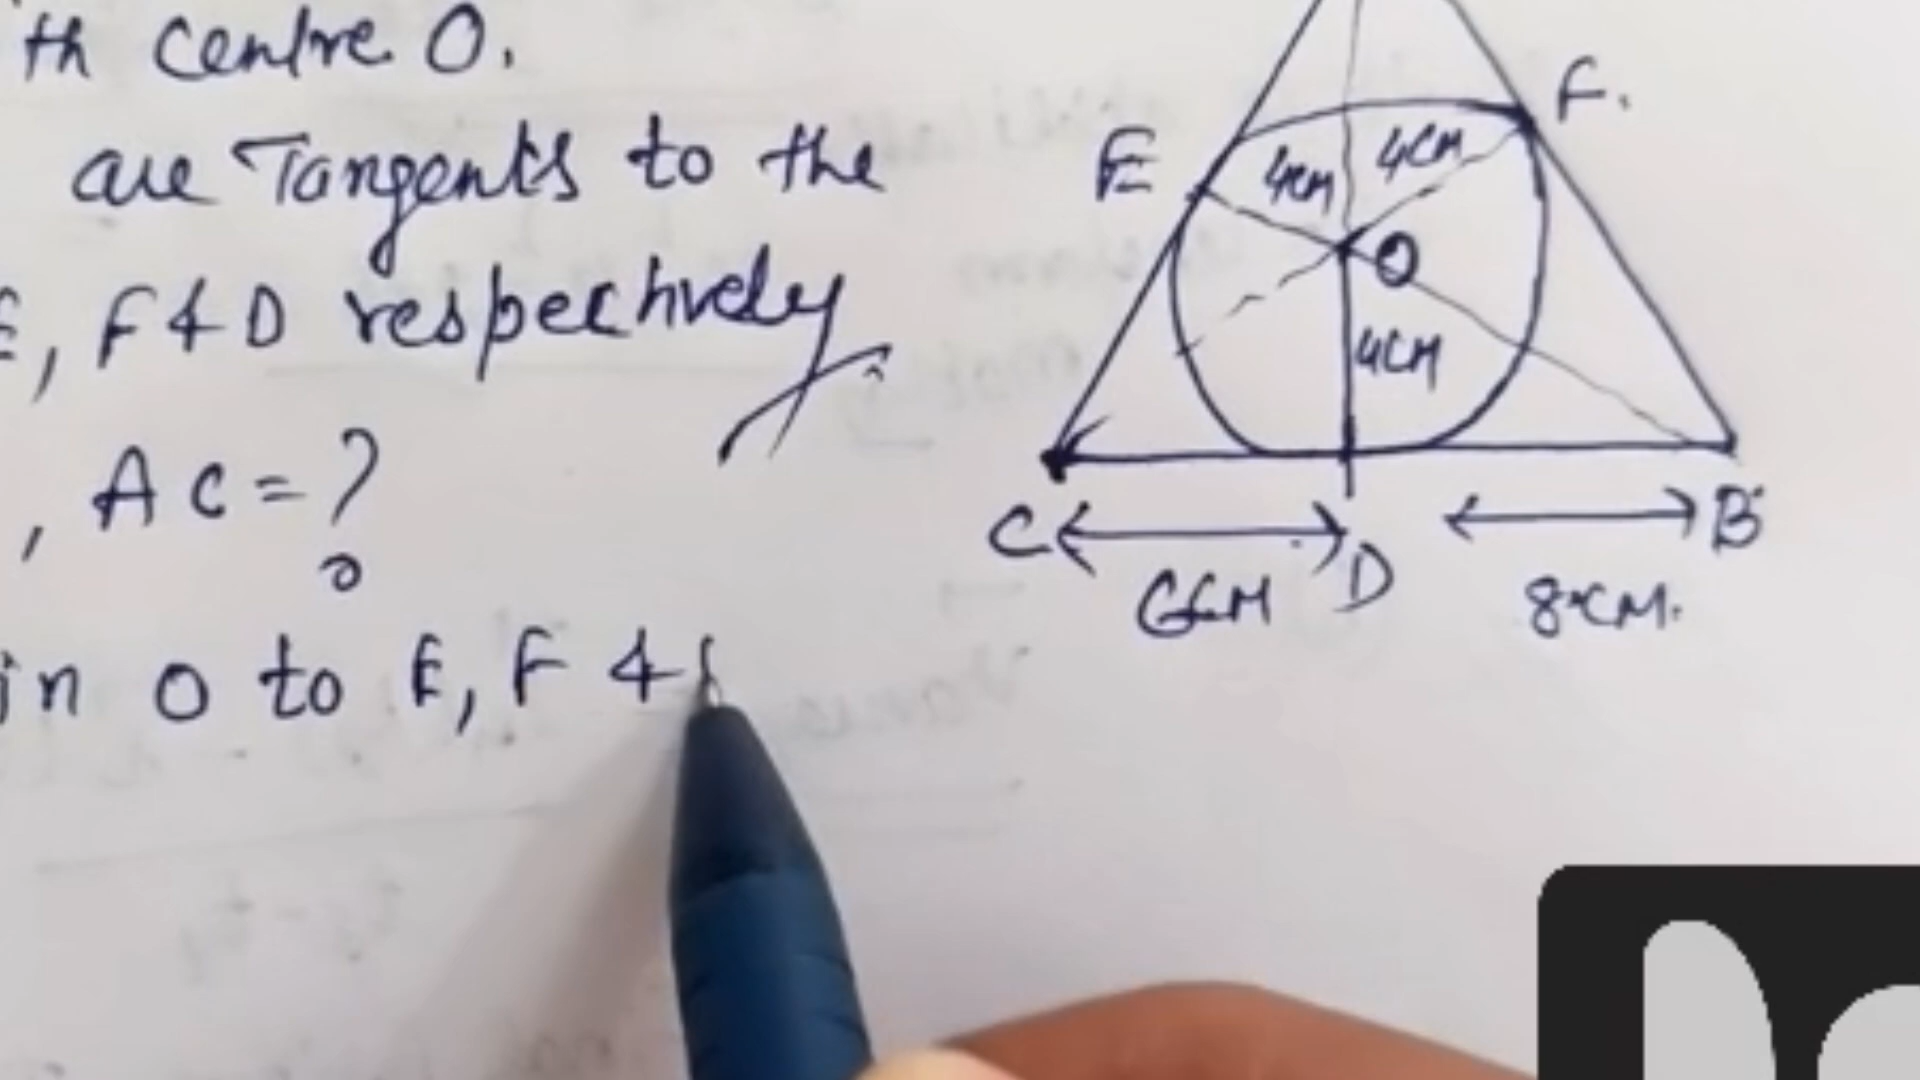 th centre O.
are Tangents to the
E, F & D respectively.
, AC = ?
in O to E, F &
E
F.
4cm
4cm
O
4cm
C
D
B
6cm
8cm.